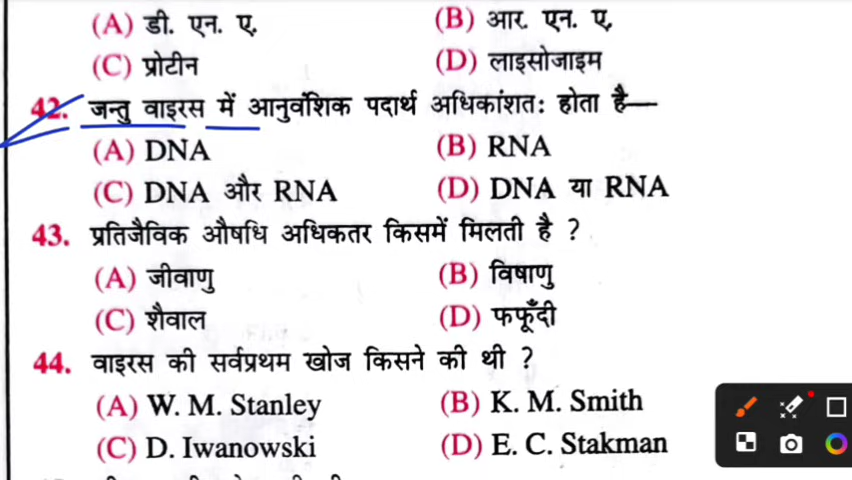 (A) डी. एन. ए. (B) आर. एन. ए.
(C) प्रोटीन (D) लाइसोजाइम
42. जन्तु वाइरस में आनुवंशिक पदार्थ अधिकांशतः होता है—
(A) DNA (B) RNA
(C) DNA और RNA (D) DNA या RNA
43. प्रतिजैविक औषधि अधिकतर किसमें मिलती है ?
(A) जीवाणु (B) विषाणु
(C) शैवाल (D) फफूँदी
44. वाइरस की सर्वप्रथम खोज किसने की थी ?
(A) W. M. Stanley (B) K. M. Smith
(C) D. Iwanowski (D) E. C. Stakman